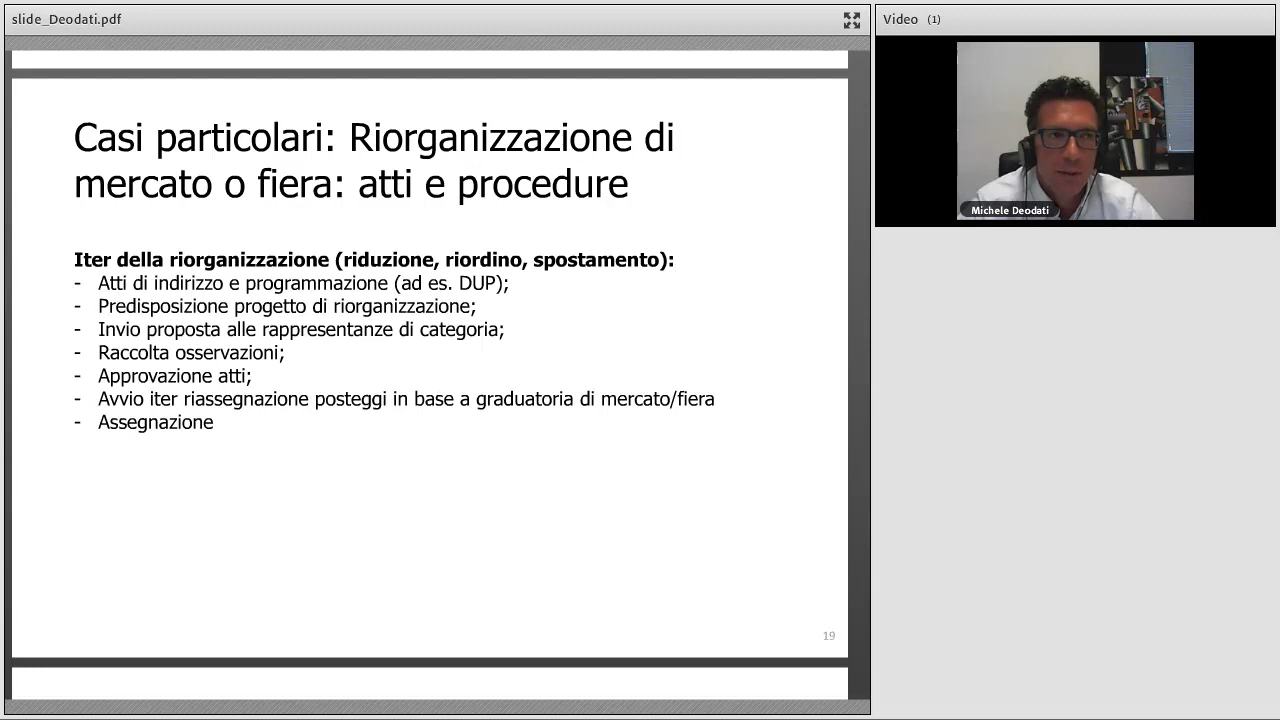 slide_Deodati.pdf
Video (1)
Casi particolari: Riorganizzazione di
mercato o fiera: atti e procedure
Iter della riorganizzazione (riduzione, riordino, spostamento):
- Atti di indirizzo e programmazione (ad es. DUP);
- Predisposizione progetto di riorganizzazione;
- Invio proposta alle rappresentanze di categoria;
- Raccolta osservazioni;
- Approvazione atti;
- Avvio iter riassegnazione posteggi in base a graduatoria di mercato/fiera
- Assegnazione
19
Michele Deodati